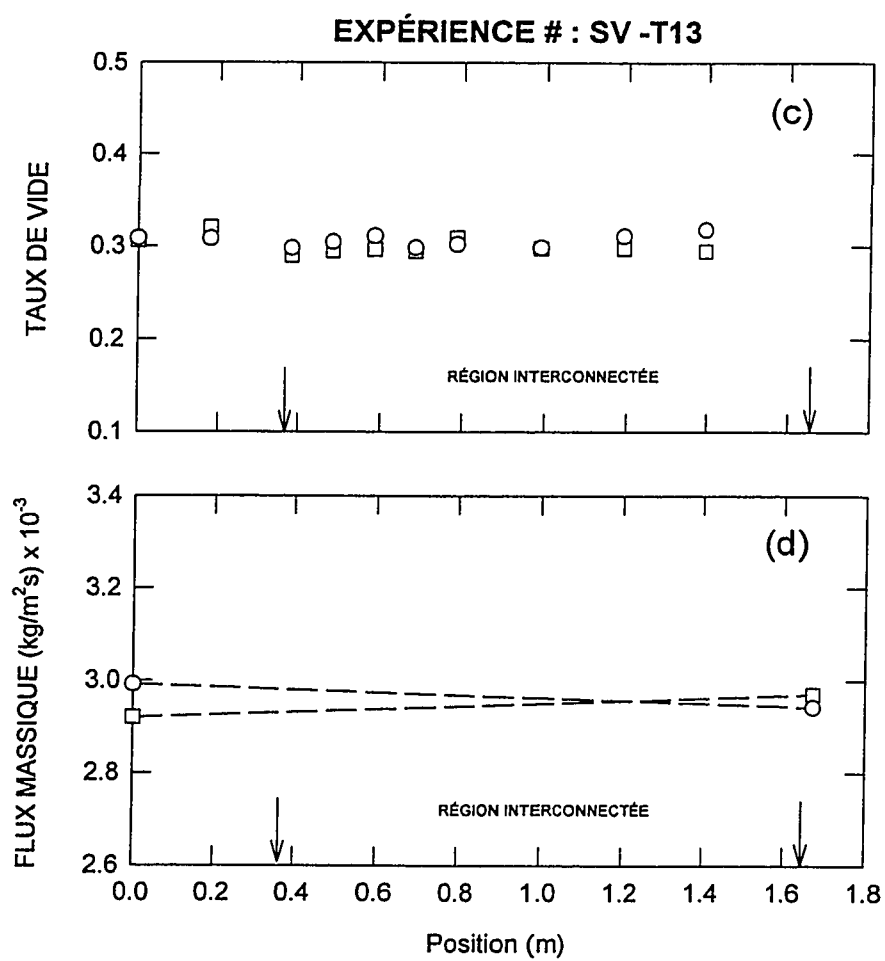 EXPÉRIENCE # : SV -T13
(c)
TAUX DE VIDE
0.5
0.4
0.3
0.2
0.1
RÉGION INTERCONNECTÉE
(d)
FLUX MASSIQUE (kg/m²s) x 10⁻³
3.4
3.2
3.0
2.8
2.6
RÉGION INTERCONNECTÉE
0.0 0.2 0.4 0.6 0.8 1.0 1.2 1.4 1.6 1.8
Position (m)